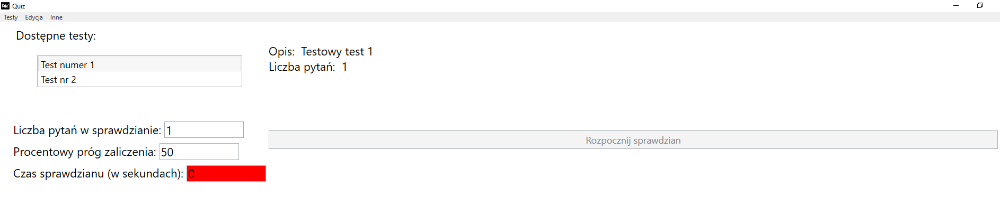 Quiz
Testy Edycja Inne
Dostępne testy:
Test numer 1
Test nr 2
Opis: Testowy test 1
Liczba pytań: 1
Liczba pytań w sprawdzianie: 1
Procentowy próg zaliczenia: 50
Czas sprawdzianu (w sekundach): 0
Rozpocznij sprawdzian